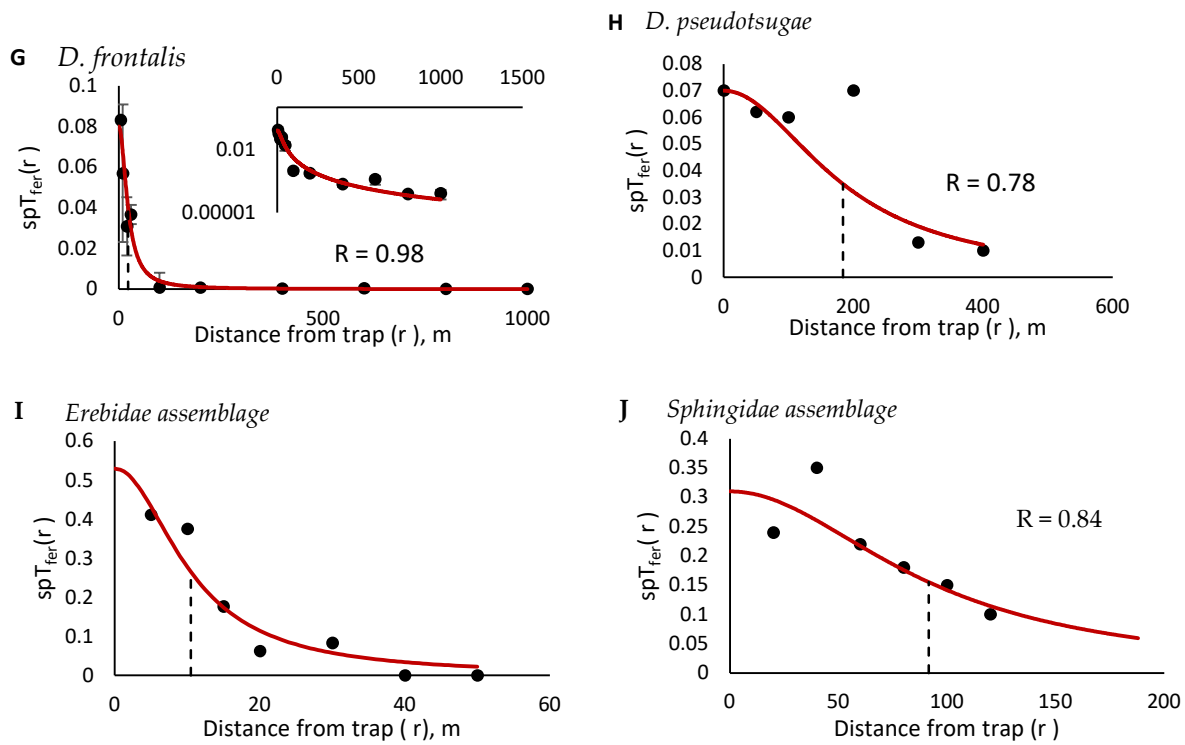 G D. frontalis
0 500 1000 1500
0.01
0.00001
0.1
0.08
0.06
0.04
0.02
0
spT_fer(r )
R = 0.98
0 500 1000
Distance from trap (r ), m
H D. pseudotsugae
0.08
0.07
0.06
0.05
0.04
0.03
0.02
0.01
0
spT_fer(r )
R = 0.78
0 200 400 600
Distance from trap (r ), m
I Erebidae assemblage
0.6
0.5
0.4
0.3
0.2
0.1
0
spT_fer(r )
0 20 40 60
Distance from trap ( r), m
J Sphingidae assemblage
0.4
0.35
0.3
0.25
0.2
0.15
0.1
0.05
0
spT_fer( r )
R = 0.84
0 50 100 150 200
Distance from trap (r )